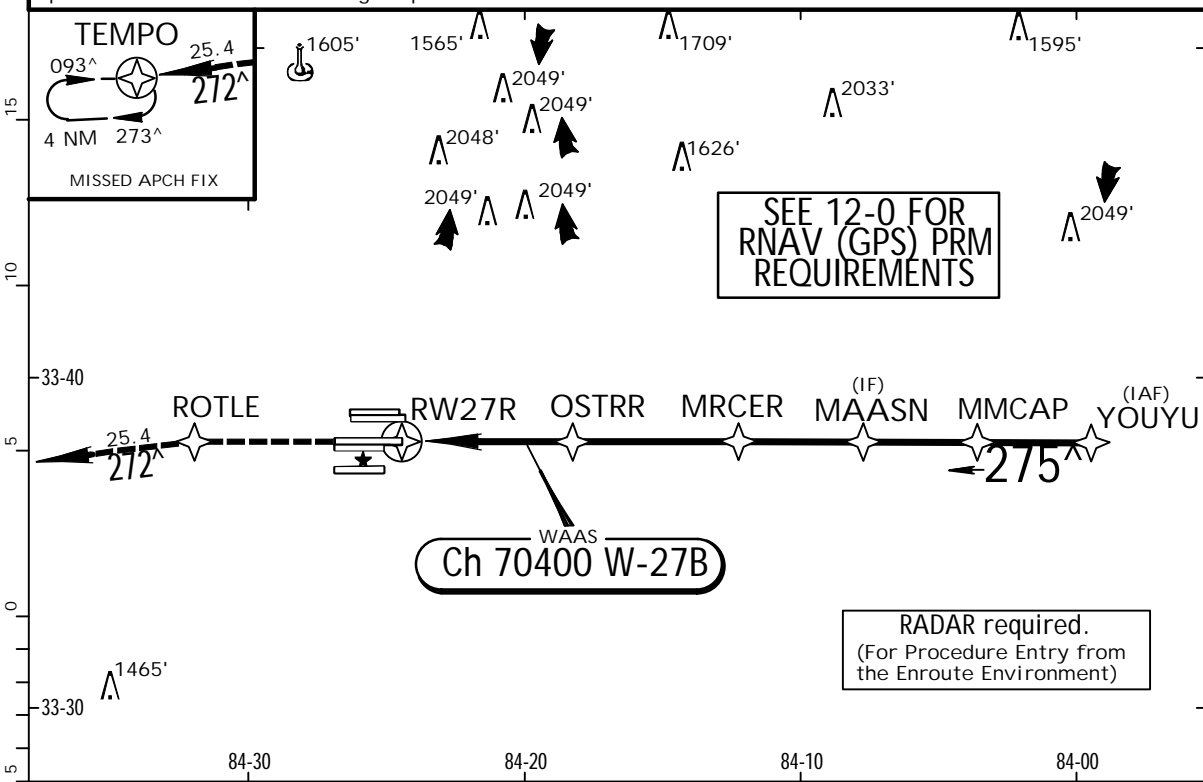 TEMPO
093^
25.4
272^
4 NM
273^
MISSED APCH FIX
1605'
1565'
1709'
1595'
2049'
2049'
2033'
2048'
1626'
2049'
2049'
2049'
SEE 12-0 FOR
RNAV (GPS) PRM
REQUIREMENTS
15
10
5
0
5
33-40
33-30
ROTLE
RW27R
OSTRR
MRCER
(IF)
MAASN
MMCAP
(IAF)
YOUYU
25.4
272^
275^
WAAS
Ch 70400 W-27B
RADAR required.
(For Procedure Entry from
the Enroute Environment)
1465'
84-30
84-20
84-10
84-00